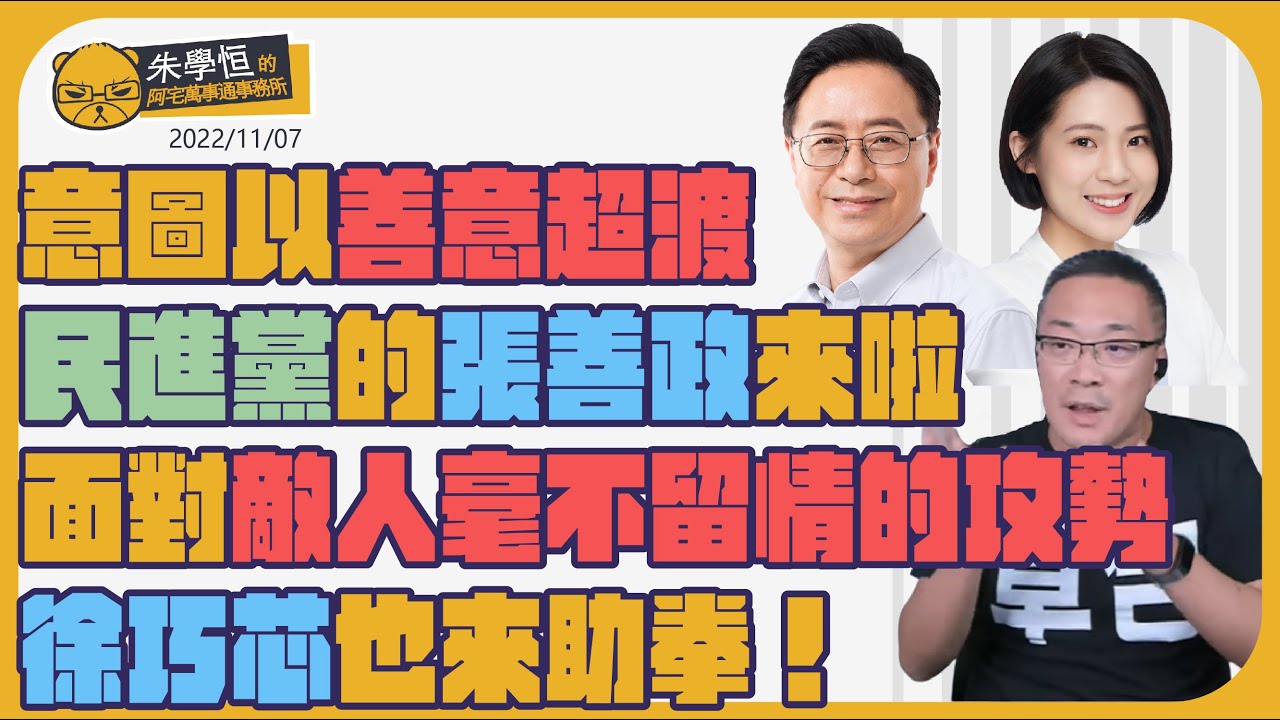 朱學恒的
阿宅萬事通事務所
2022/11/07
意圖以善意超渡
民進黨的張善政來啦
面對敵人毫不留情的攻勢
徐巧芯也來助拳！